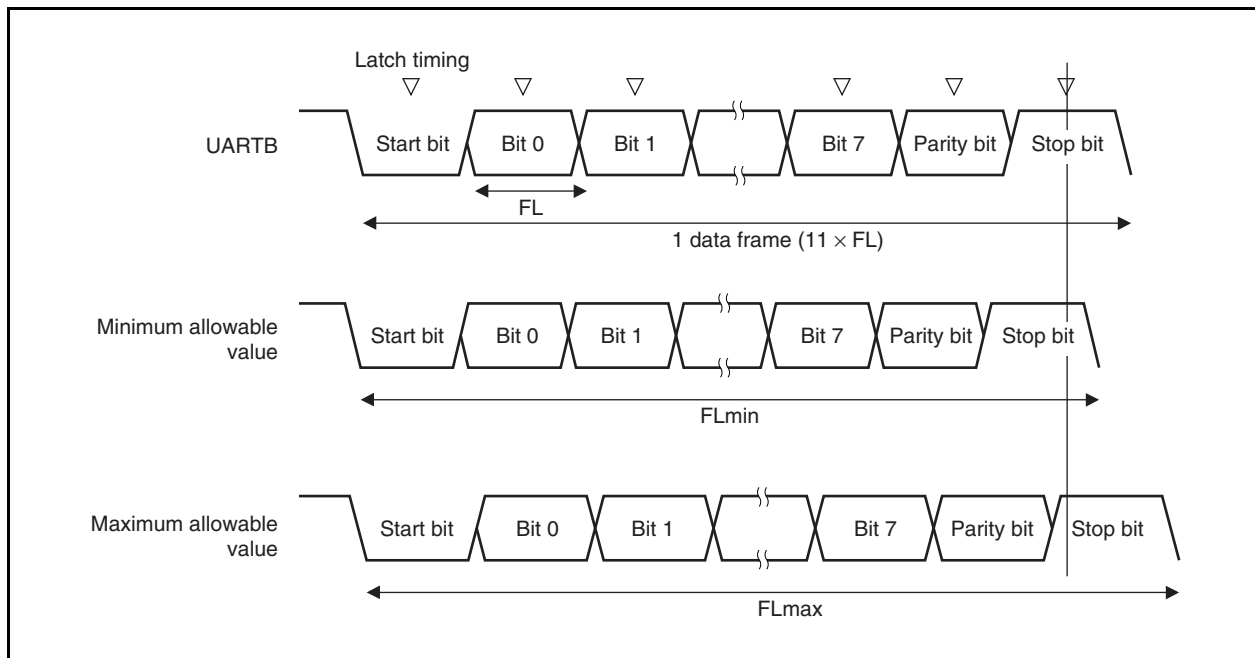 Latch timing
UARTB
Start bit
Bit 0
Bit 1
Bit 7
Parity bit
Stop bit
FL
1 data frame (11 × FL)
Minimum allowable
value
Start bit
Bit 0
Bit 1
Bit 7
Parity bit
Stop bit
FLmin
Maximum allowable
value
Start bit
Bit 0
Bit 1
Bit 7
Parity bit
Stop bit
FLmax